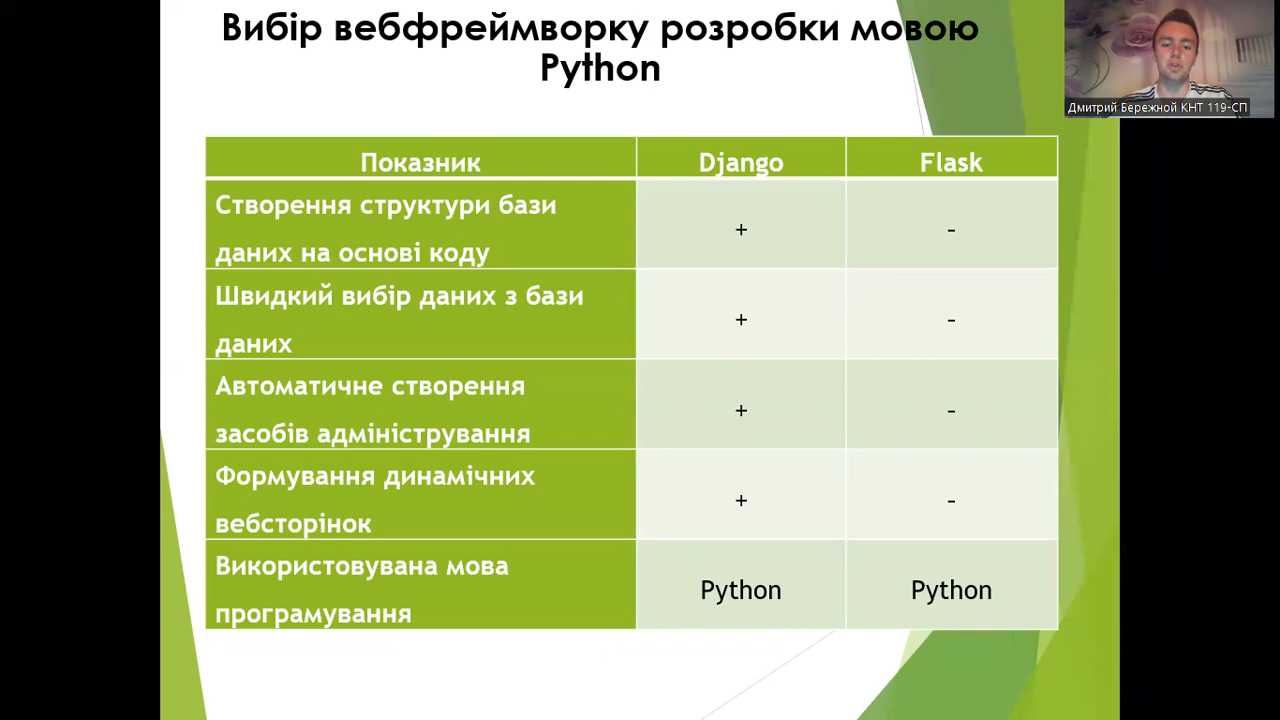 Вибір вебфреймворку розробки мовою
Python
Дмитрий Бережной КНТ 119-СП
Показник Django Flask
Створення структури бази
даних на основі коду
+ -
Швидкий вибір даних з бази
даних
+ -
Автоматичне створення
засобів адміністрування
+ -
Формування динамічних
вебсторінок
+ -
Використовувана мова
програмування
Python Python